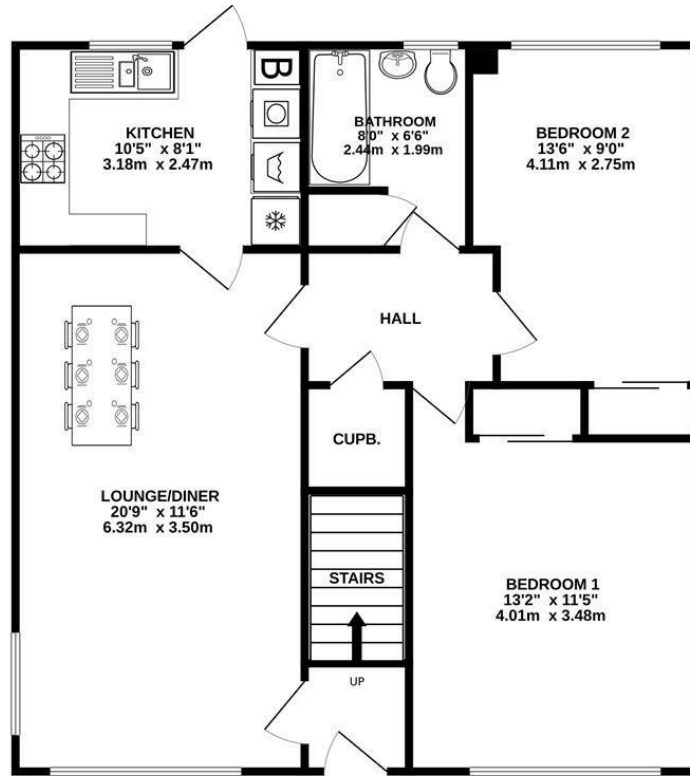 B
KITCHEN
10'5" x 8'1"
3.18m x 2.47m
BATHROOM
8'0" x 6'6"
2.44m x 1.99m
BEDROOM 2
13'6" x 9'0"
4.11m x 2.75m
HALL
CUPB.
LOUNGE/DINER
20'9" x 11'6"
6.32m x 3.50m
STAIRS
BEDROOM 1
13'2" x 11'5"
4.01m x 3.48m
UP